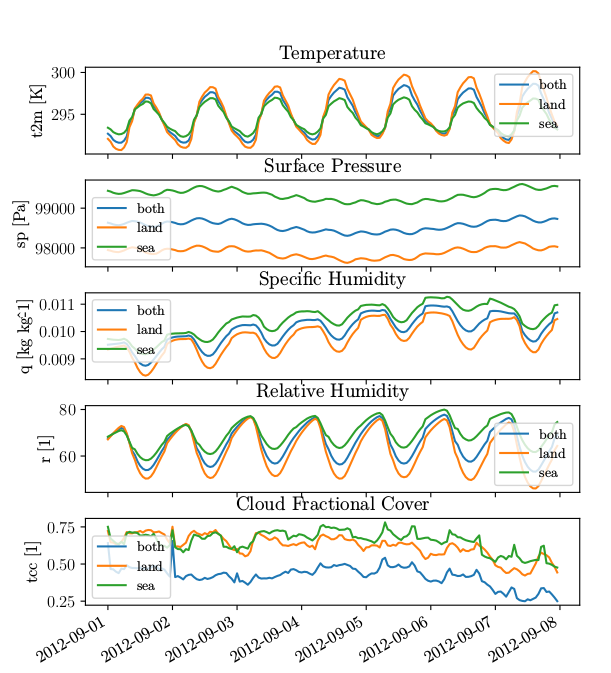 Temperature
300
295
t2m [K]
both
land
sea
Surface Pressure
99000
98000
sp [Pa]
both
land
sea
Specific Humidity
0.011
0.010
0.009
q [kg kg-1]
both
land
sea
Relative Humidity
80
60
r [1]
both
land
sea
Cloud Fractional Cover
0.75
0.50
0.25
tcc [1]
both
land
sea
2012-09-01
2012-09-02
2012-09-03
2012-09-04
2012-09-05
2012-09-06
2012-09-07
2012-09-08